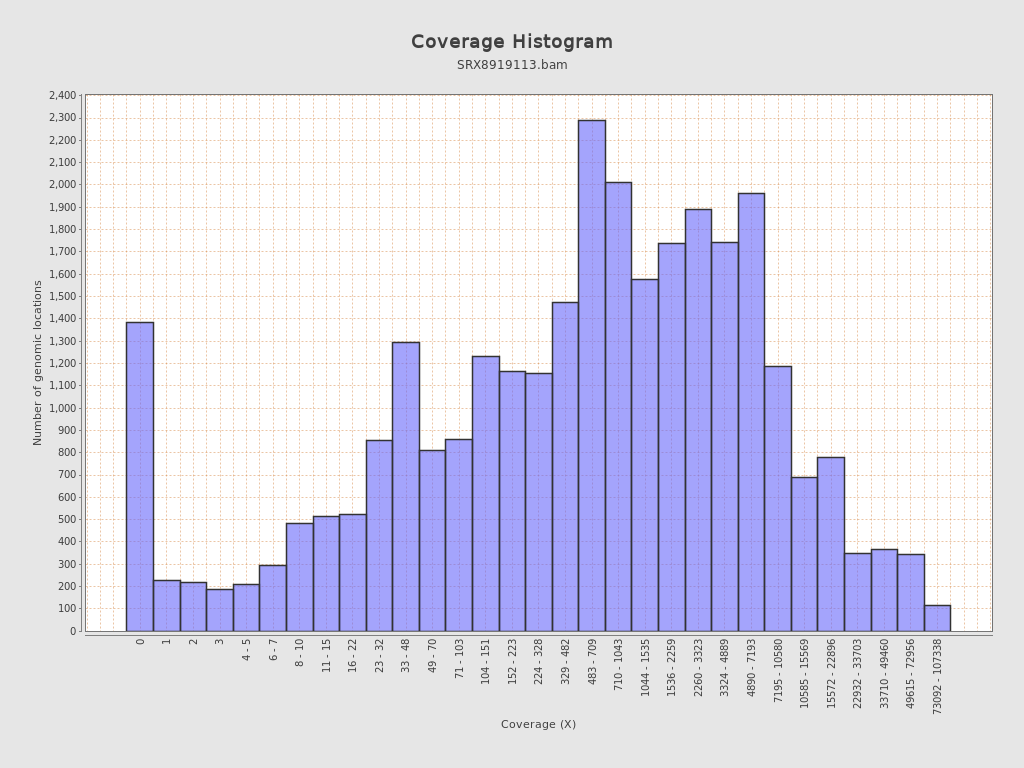 Coverage Histogram
SRX8919113.bam
Number of genomic locations
2,400
2,300
2,200
2,100
2,000
1,900
1,800
1,700
1,600
1,500
1,400
1,300
1,200
1,100
1,000
900
800
700
600
500
400
300
200
100
0
0
1
2
3
4 - 5
6 - 7
8 - 10
11 - 15
16 - 22
23 - 32
33 - 48
49 - 70
71 - 103
104 - 151
152 - 223
224 - 328
329 - 482
483 - 709
710 - 1043
1044 - 1535
1536 - 2259
2260 - 3323
3324 - 4889
4890 - 7193
7195 - 10580
10585 - 15569
15572 - 22896
22932 - 33703
33710 - 49460
49615 - 72956
73092 - 107338
Coverage (X)